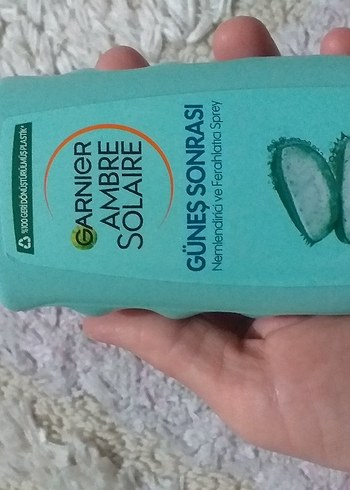 %100 GERİ DÖNÜŞTÜRÜLMÜŞ PLASTİK*
GARNIER
AMBRE
SOLAIRE
GÜNEŞ SONRASI
Nemlendirici ve Ferahlatıcı Sprey